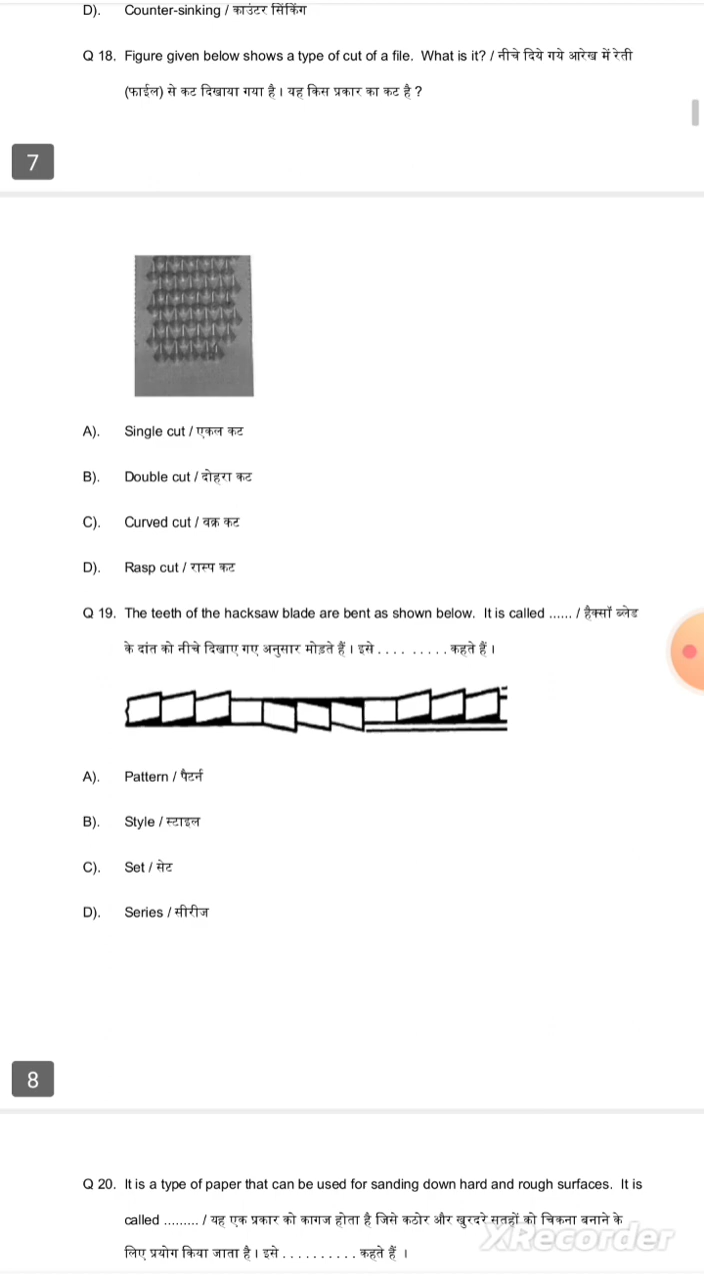 D). Counter-sinking / काउंटर सिंकिंग
Q 18. Figure given below shows a type of cut of a file. What is it? / नीचे दिये गये आरेख में रेती
(फाईल) से कट दिखाया गया है। यह किस प्रकार का कट है ?
7
A). Single cut / एकल कट
B). Double cut / दोहरा कट
C). Curved cut / वक्र कट
D). Rasp cut / रास्प कट
Q 19. The teeth of the hacksaw blade are bent as shown below. It is called ...... / हैक्सॉ ब्लेड
के दांत को नीचे दिखाए गए अनुसार मोड़ते हैं। इसे . . . . . . . . . . कहते हैं ।
A). Pattern / पैटर्न
B). Style / स्टाइल
C). Set / सेट
D). Series / सीरीज
8
Q 20. It is a type of paper that can be used for sanding down hard and rough surfaces. It is
called ......... / यह एक प्रकार को कागज होता है जिसे कठोर और खुरदरे सतहों को चिकना बनाने के
लिए प्रयोग किया जाता है। इसे . . . . . . . . . . . कहते हैं ।
XRecorder